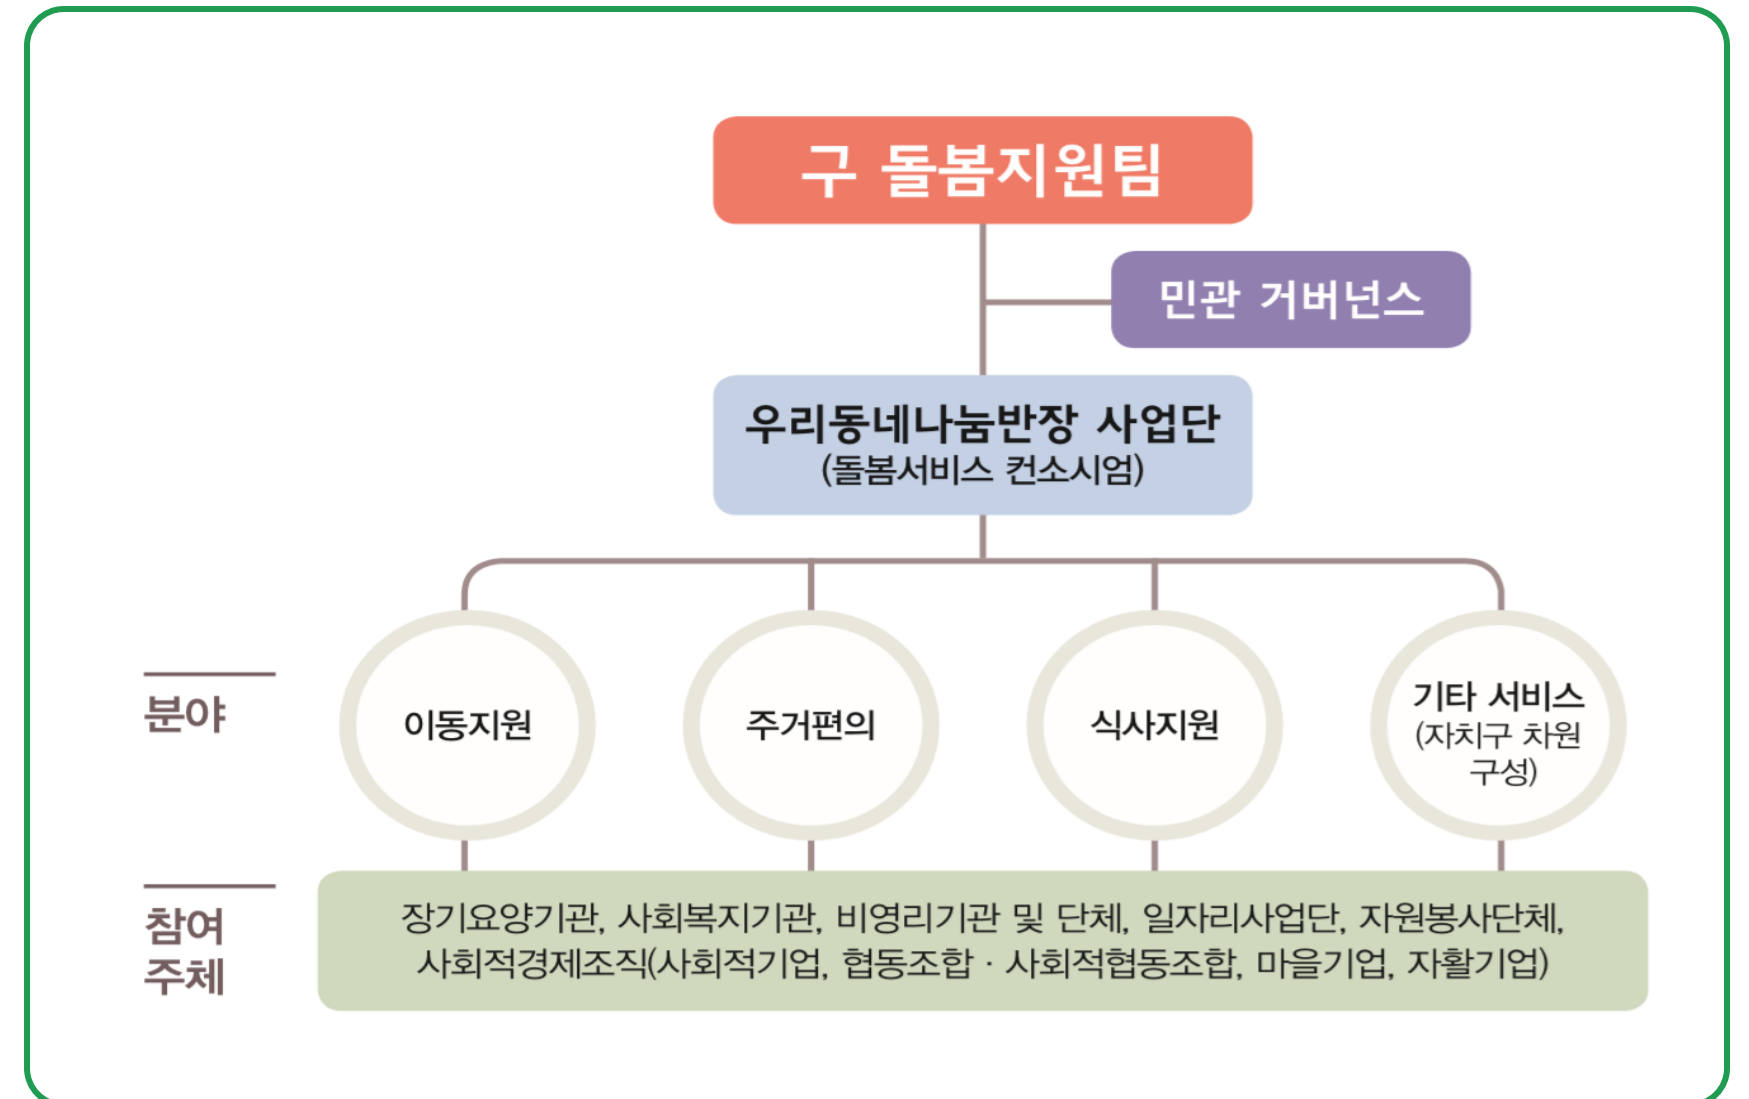 구 돌봄지원팀
민관 거버넌스
우리동네나눔반장 사업단
(돌봄서비스 컨소시엄)
분야
이동지원
주거편의
식사지원
기타 서비스
(자치구 차원
구성)
참여
주체
장기요양기관, 사회복지기관, 비영리기관 및 단체, 일자리사업단, 자원봉사단체,
사회적경제조직(사회적기업, 협동조합 · 사회적협동조합, 마을기업, 자활기업)